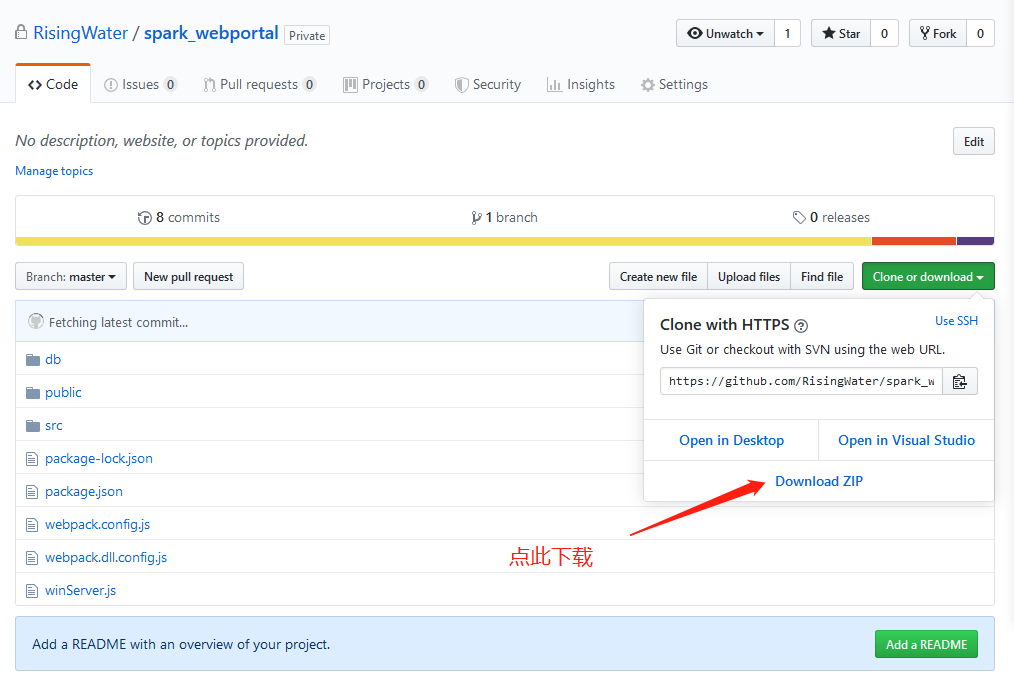 RisingWater / spark_webportal Private
Unwatch 1 Star 0 Fork 0
Code Issues 0 Pull requests 0 Projects 0 Security Insights Settings
No description, website, or topics provided. Edit
Manage topics
8 commits 1 branch 0 releases
Branch: master New pull request Create new file Upload files Find file Clone or download
Fetching latest commit...
Clone with HTTPS Use SSH
Use Git or checkout with SVN using the web URL.
https://github.com/RisingWater/spark_w
Open in Desktop Open in Visual Studio
Download ZIP
点此下载
db
public
src
package-lock.json
package.json
webpack.config.js
webpack.dll.config.js
winServer.js
Add a README with an overview of your project. Add a README